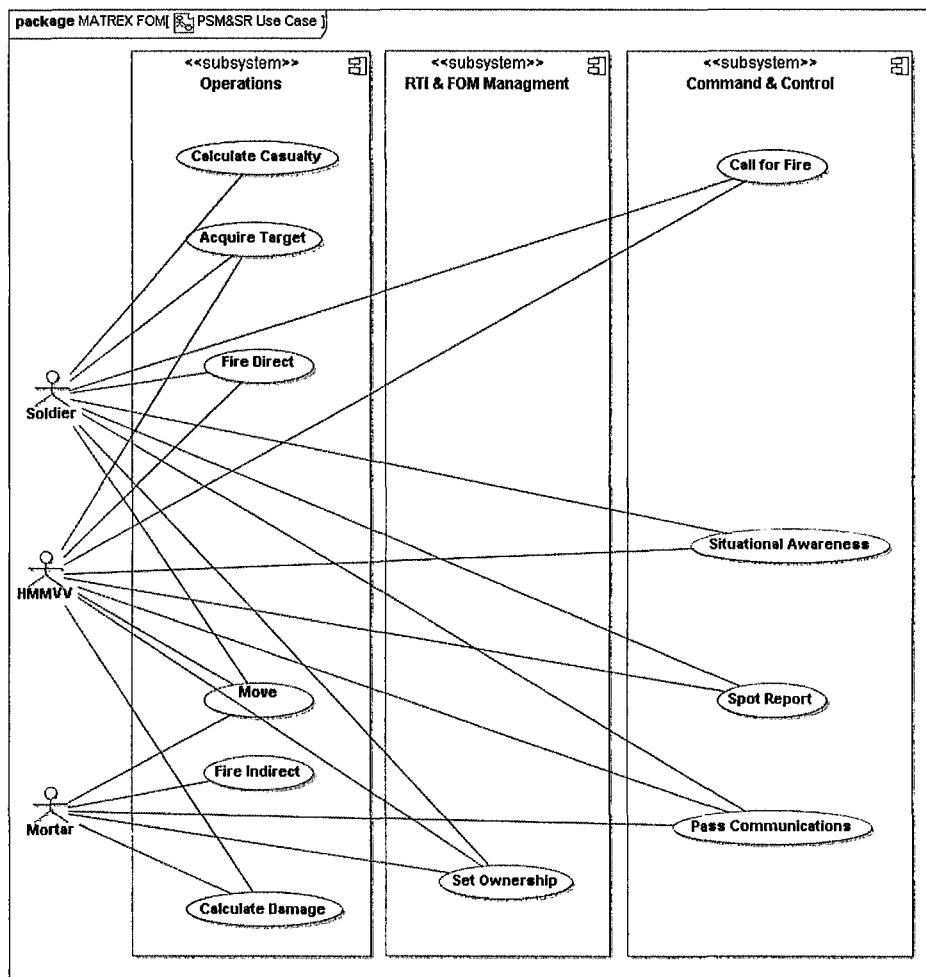 package MATREX FOM[ PSM&SR Use Case ]
<<subsystem>>
Operations
<<subsystem>>
RTI & FOM Managment
<<subsystem>>
Command & Control
Calculate Casualty
Call for Fire
Acquire Target
Fire Direct
Soldier
Situational Awareness
HMMVV
Move
Spot Report
Fire Indirect
Mortar
Pass Communications
Set Ownership
Calculate Damage